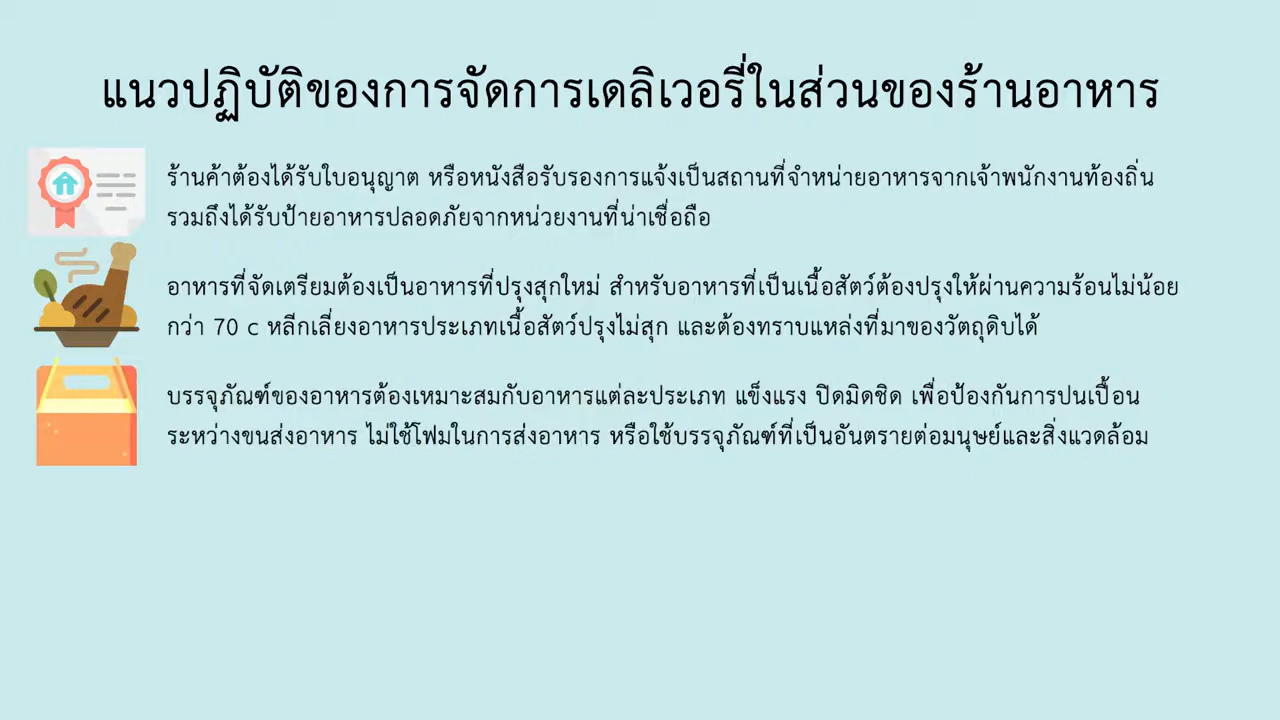 แนวปฏิบัติของการจัดการเดลิเวอรี่ในส่วนของร้านอาหาร
ร้านค้าต้องได้รับใบอนุญาต หรือหนังสือรับรองการแจ้งเป็นสถานที่จำหน่ายอาหารจากเจ้าพนักงานท้องถิ่น
รวมถึงได้รับป้ายอาหารปลอดภัยจากหน่วยงานที่น่าเชื่อถือ
อาหารที่จัดเตรียมต้องเป็นอาหารที่ปรุงสุกใหม่ สำหรับอาหารที่เป็นเนื้อสัตว์ต้องปรุงให้ผ่านความร้อนไม่น้อย
กว่า 70 c หลีกเลี่ยงอาหารประเภทเนื้อสัตว์ปรุงไม่สุก และต้องทราบแหล่งที่มาของวัตถุดิบได้
บรรจุภัณฑ์ของอาหารต้องเหมาะสมกับอาหารแต่ละประเภท แข็งแรง ปิดมิดชิด เพื่อป้องกันการปนเปื้อน
ระหว่างขนส่งอาหาร ไม่ใช้โฟมในการส่งอาหาร หรือใช้บรรจุภัณฑ์ที่เป็นอันตรายต่อมนุษย์และสิ่งแวดล้อม